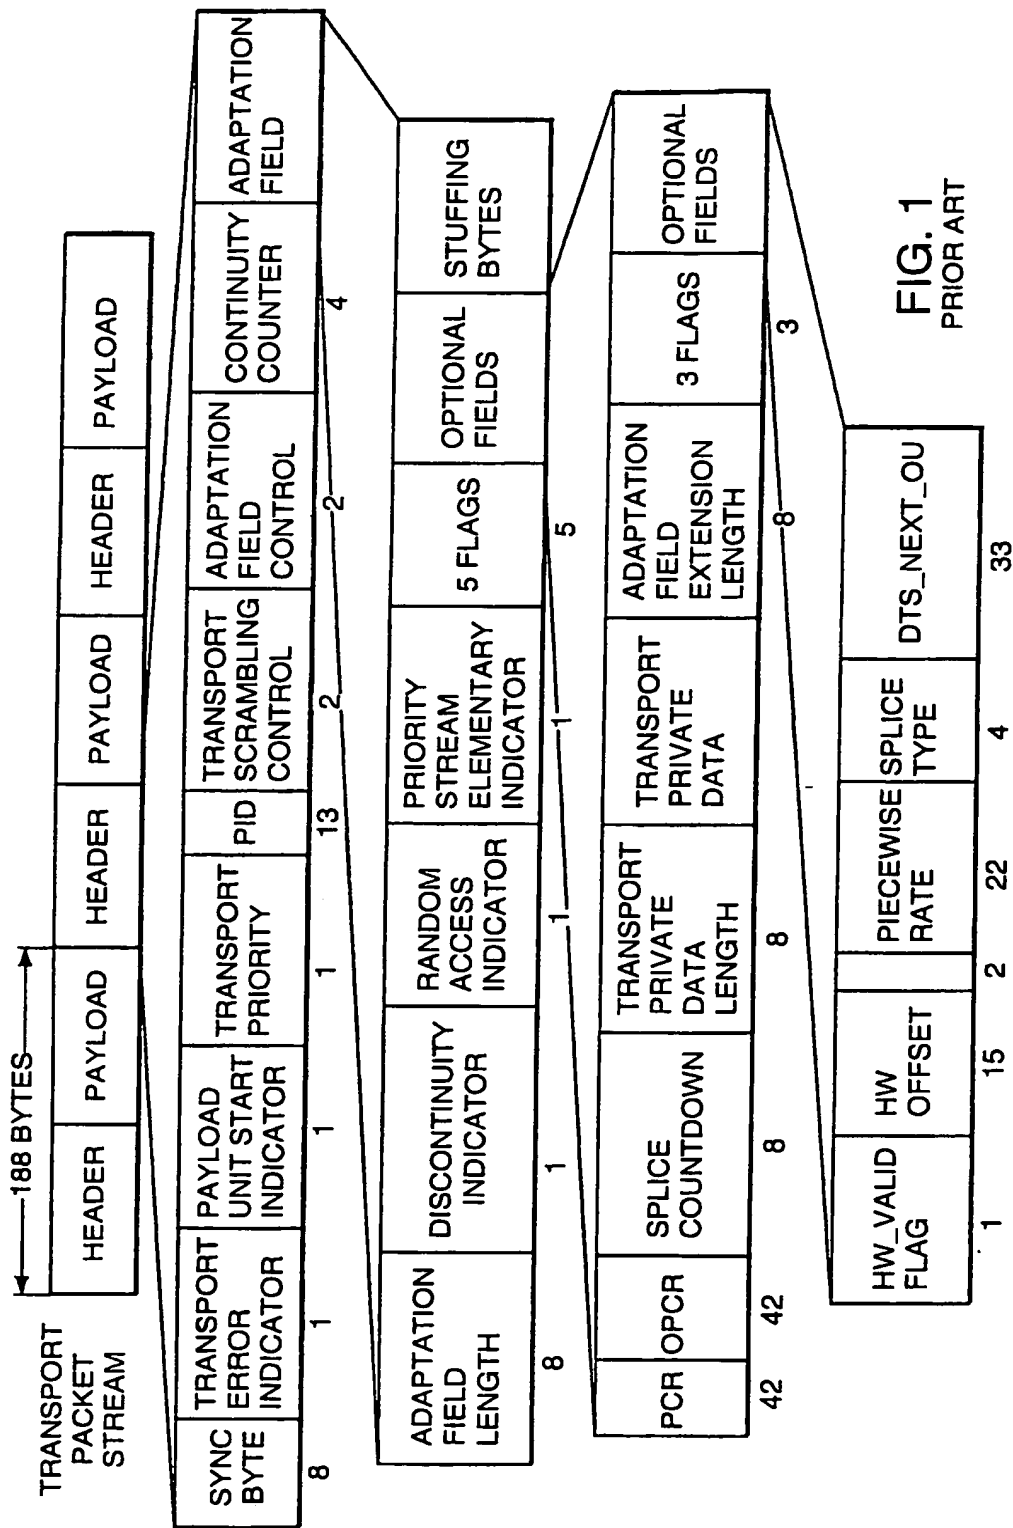 TRANSPORT
PACKET
STREAM
188 BYTES
HEADER
PAYLOAD
HEADER
PAYLOAD
HEADER
PAYLOAD
SYNC
BYTE
TRANSPORT
ERROR
INDICATOR
PAYLOAD
UNIT START
INDICATOR
TRANSPORT
PRIORITY
PID
TRANSPORT
SCRAMBLING
CONTROL
ADAPTATION
FIELD
CONTROL
CONTINUITY
COUNTER
ADAPTATION
FIELD
8
1
1
1
13
2
2
4
ADAPTATION
FIELD
LENGTH
DISCONTINUITY
INDICATOR
RANDOM
ACCESS
INDICATOR
PRIORITY
STREAM
ELEMENTARY
INDICATOR
5 FLAGS
OPTIONAL
FIELDS
STUFFING
BYTES
8
1
1
1
5
PCR
OPCR
SPLICE
COUNTDOWN
TRANSPORT
PRIVATE
DATA
LENGTH
TRANSPORT
PRIVATE
DATA
ADAPTATION
FIELD
EXTENSION
LENGTH
3 FLAGS
OPTIONAL
FIELDS
42
42
8
8
8
3
HW_VALID
FLAG
HW
OFFSET
PIECEWISE
RATE
SPLICE
TYPE
DTS_NEXT_OU
1
15
2
22
4
33
FIG. 1
PRIOR ART